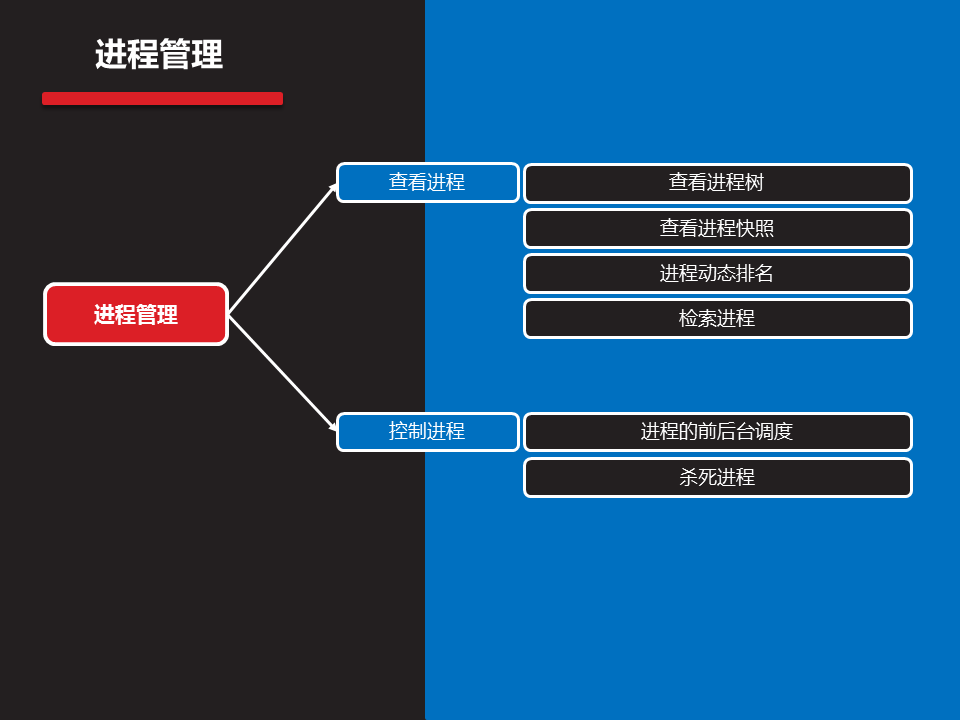 进程管理
查看进程
查看进程树
查看进程快照
进程动态排名
检索进程
进程管理
控制进程
进程的前后台调度
杀死进程